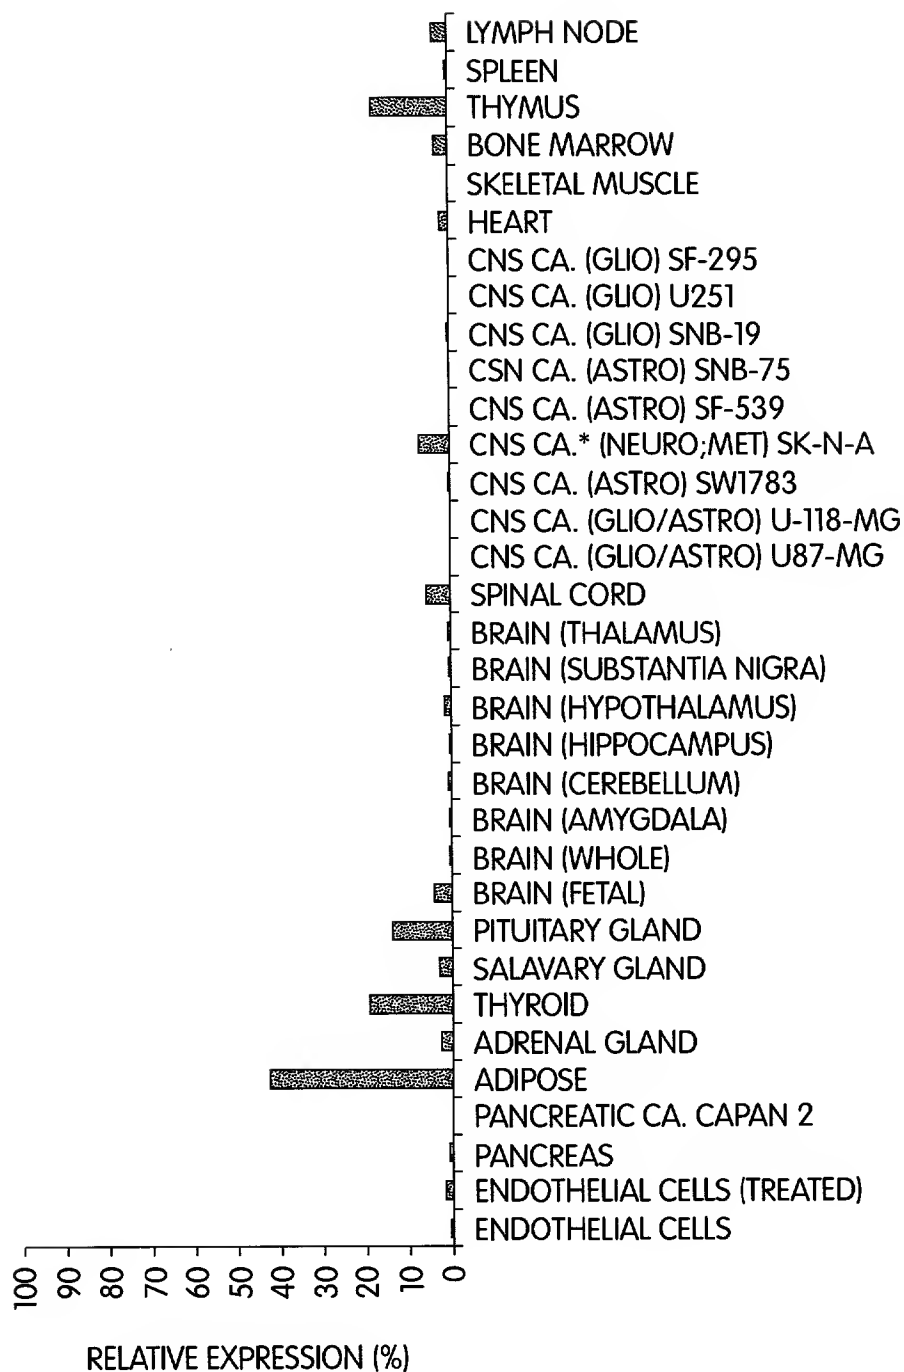 LYMPH NODE
SPLEEN
THYMUS
BONE MARROW
SKELETAL MUSCLE
HEART
CNS CA. (GLIO) SF-295
CNS CA. (GLIO) U251
CNS CA. (GLIO) SNB-19
CSN CA. (ASTRO) SNB-75
CNS CA. (ASTRO) SF-539
CNS CA.* (NEURO;MET) SK-N-A
CNS CA. (ASTRO) SW1783
CNS CA. (GLIO/ASTRO) U-118-MG
CNS CA. (GLIO/ASTRO) U87-MG
SPINAL CORD
BRAIN (THALAMUS)
BRAIN (SUBSTANTIA NIGRA)
BRAIN (HYPOTHALAMUS)
BRAIN (HIPPOCAMPUS)
BRAIN (CEREBELLUM)
BRAIN (AMYGDALA)
BRAIN (WHOLE)
BRAIN (FETAL)
PITUITARY GLAND
SALAVARY GLAND
THYROID
ADRENAL GLAND
ADIPOSE
PANCREATIC CA. CAPAN 2
PANCREAS
ENDOTHELIAL CELLS (TREATED)
ENDOTHELIAL CELLS
100 90 80 70 60 50 40 30 20 10 0
RELATIVE EXPRESSION (%)